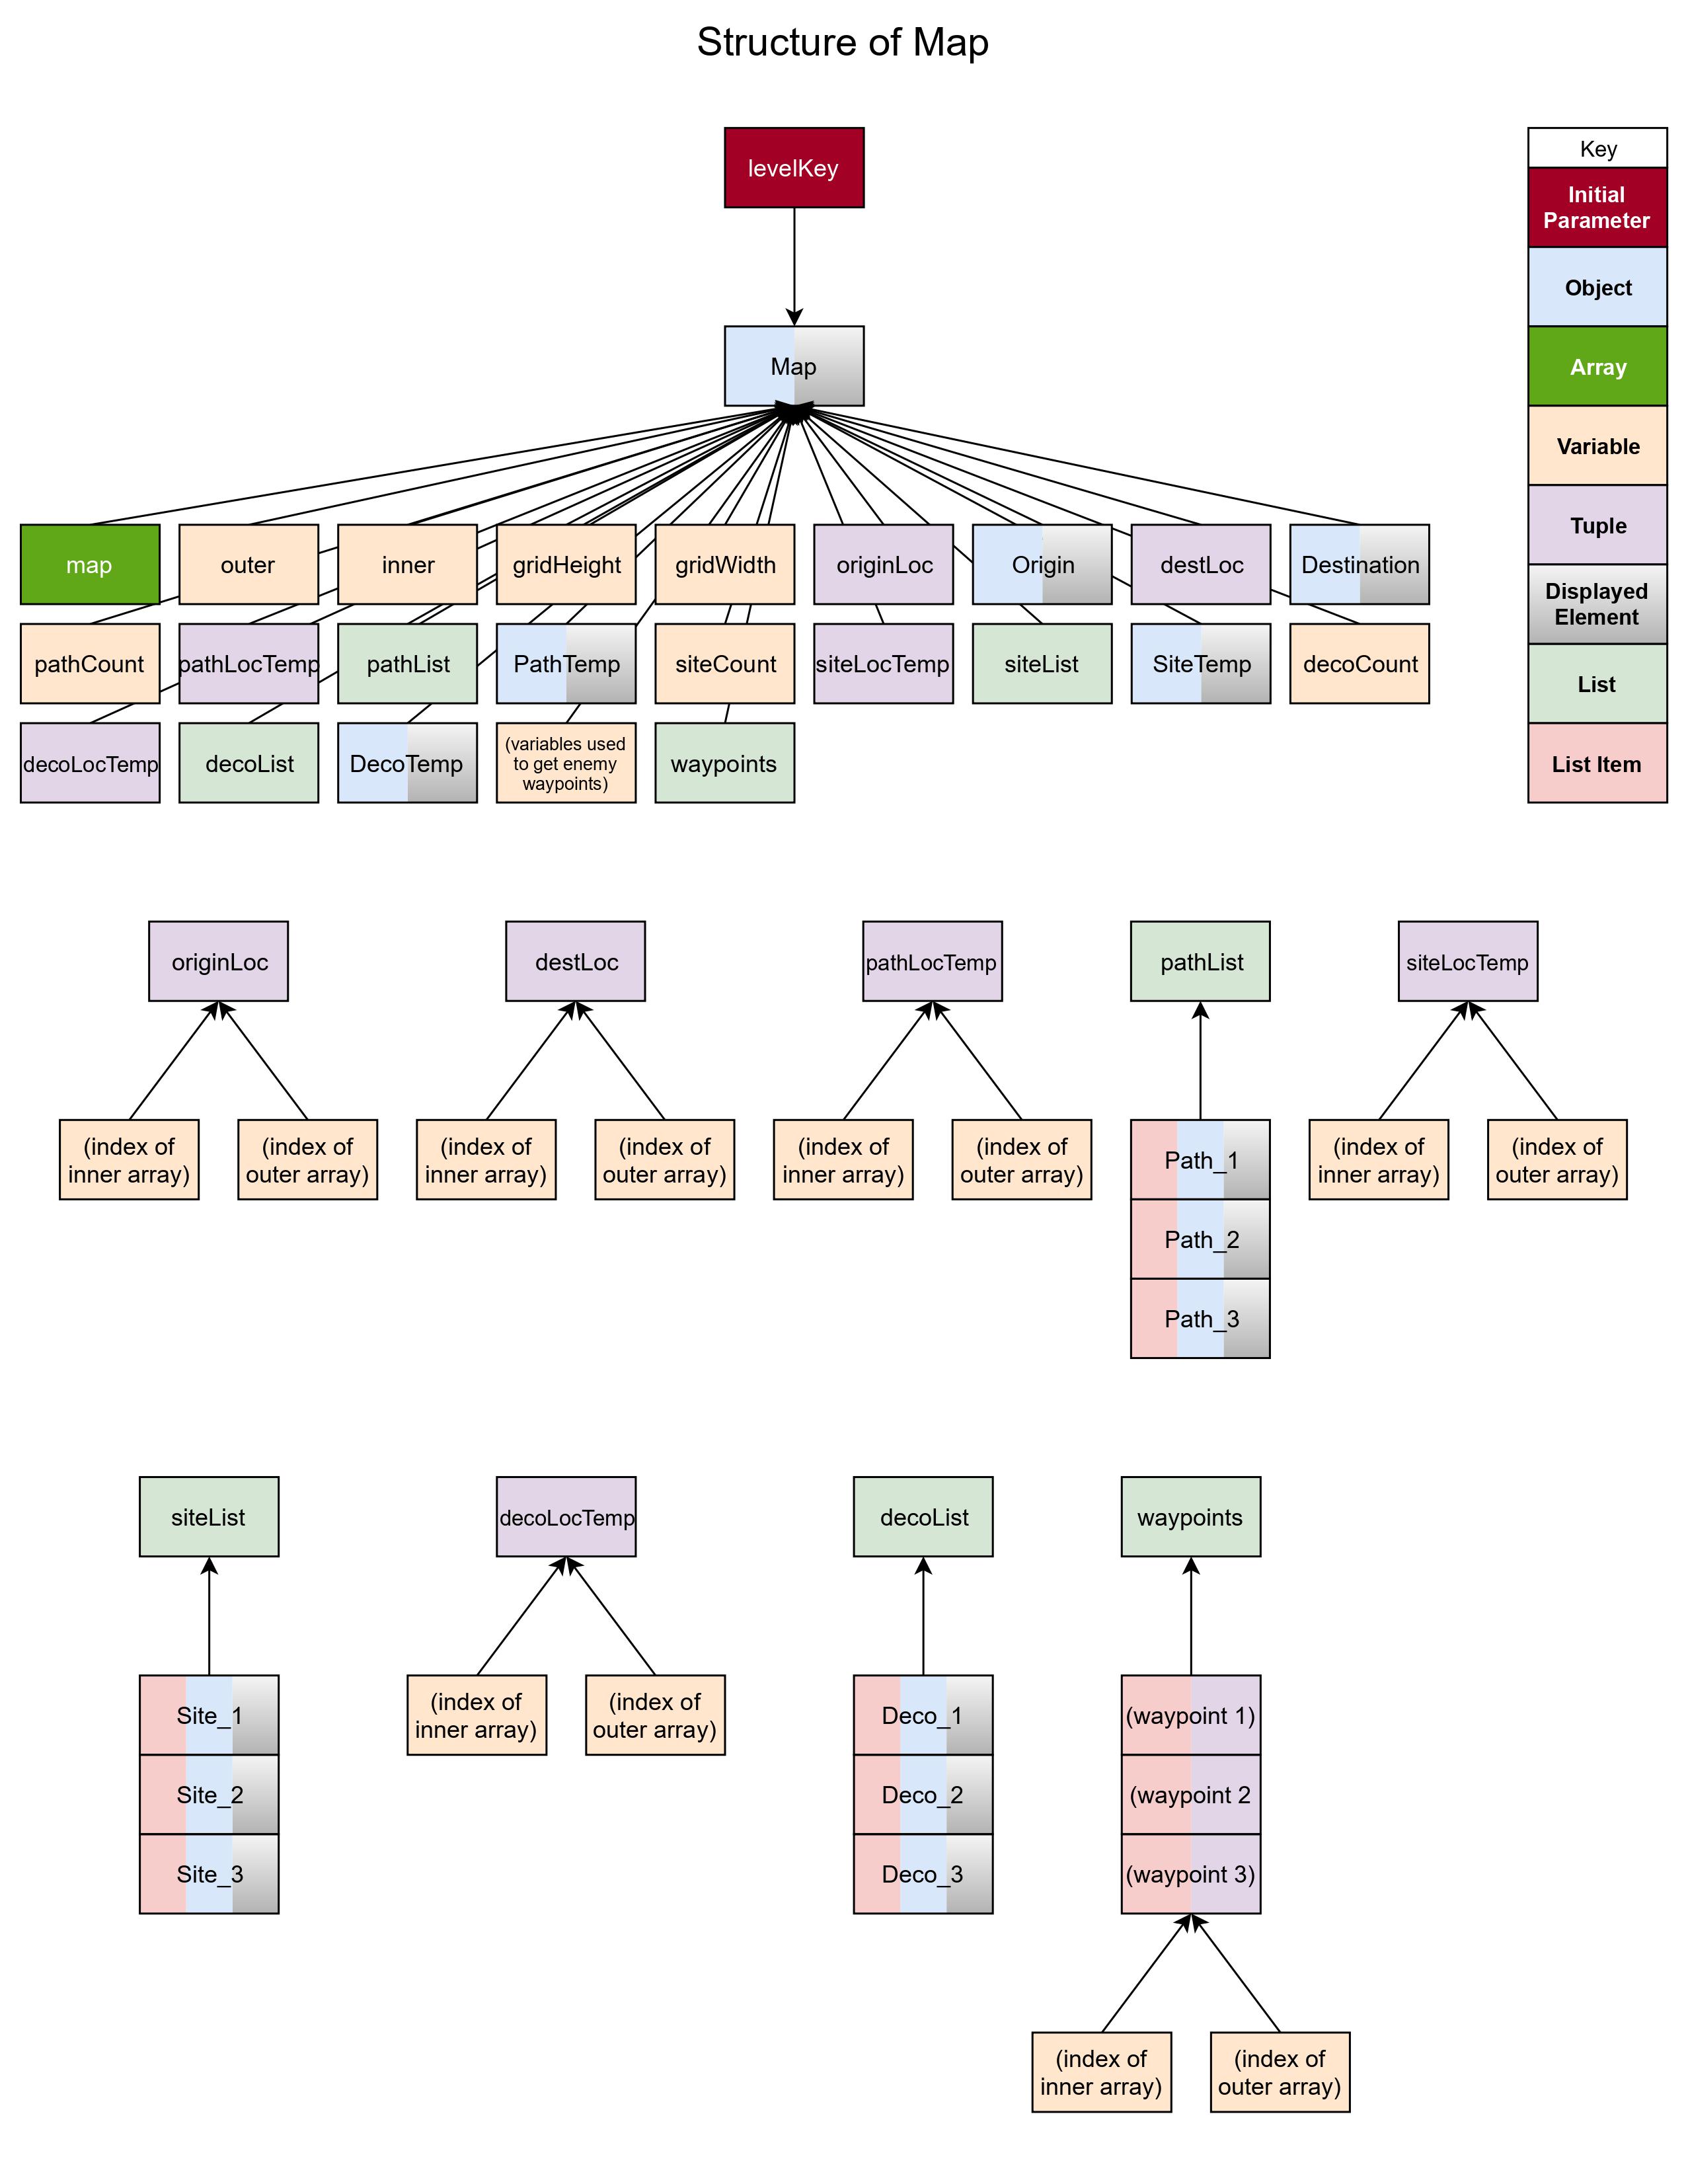 Structure of Map
levelKey
Key
Initial
Parameter
Object
Array
Variable
Tuple
Displayed
Element
List
List Item
Map
map
outer
inner
gridHeight
gridWidth
originLoc
Origin
destLoc
Destination
pathCount
pathLocTemp
pathList
PathTemp
siteCount
siteLocTemp
siteList
SiteTemp
decoCount
decoLocTemp
decoList
DecoTemp
(variables used
to get enemy
waypoints)
waypoints
originLoc
destLoc
pathLocTemp
pathList
siteLocTemp
(index of
inner array)
(index of
outer array)
(index of
inner array)
(index of
outer array)
(index of
inner array)
(index of
outer array)
Path_1
Path_2
Path_3
(index of
inner array)
(index of
outer array)
siteList
decoLocTemp
decoList
waypoints
Site_1
Site_2
Site_3
(index of
inner array)
(index of
outer array)
Deco_1
Deco_2
Deco_3
(waypoint 1)
(waypoint 2
(waypoint 3)
(index of
inner array)
(index of
outer array)